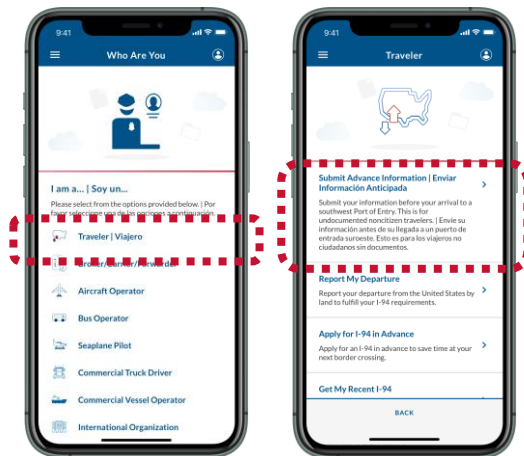 9:41
Who Are You
I am a... | Soy un...
Please select from the options provided below. | Por
favor seleccione una de las opciones a continuación.
Traveler | Viajero
Broker/Carrier/Forwarder
Aircraft Operator
Bus Operator
Seaplane Pilot
Commercial Truck Driver
Commercial Vessel Operator
International Organization
9:41
Traveler
Submit Advance Information | Enviar
Información Anticipada
Submit your information before your arrival to a
southwest Port of Entry. This is for
undocumented noncitizen travelers. | Envie su
información antes de su llegada a un puerto de
entrada suroeste. Esto es para los viajeros no
ciudadanos sin documentos.
Report My Departure
Report your departure from the United States by
land to fulfill your I-94 requirements.
Apply for I-94 in Advance
Apply for an I-94 in advance to save time at your
next border crossing.
Get My Recent I-94
BACK